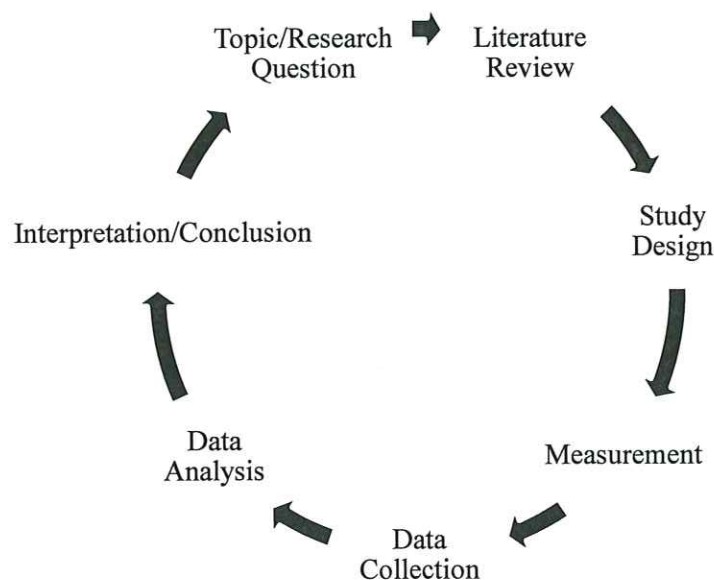 Topic/Research
Question
Literature
Review
Study
Design
Measurement
Data
Collection
Data
Analysis
Interpretation/Conclusion